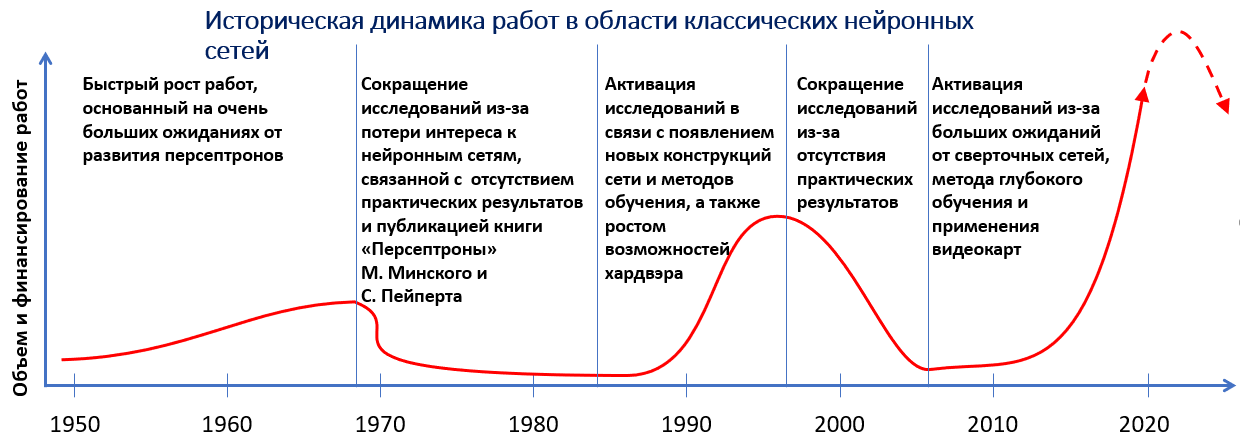 Историческая динамика работ в области классических нейронных
сетей
Объем и финансирование работ
Быстрый рост работ,
основанный на очень
больших ожиданиях от
развития персептронов
Сокращение
исследований из-за
потери интереса к
нейронным сетям,
связанной с отсутствием
практических результатов
и публикацией книги
«Персептроны»
М. Минского и
С. Пейперта
Активация
исследований в
связи с появлением
новых конструкций
сети и методов
обучения, а также
ростом
возможностей
хардвэра
Сокращение
исследований
из-за
отсутствия
практических
результатов
Активация
исследований из-за
больших ожиданий
от сверточных сетей,
метода глубокого
обучения и
применения
видеокарт
1950 1960 1970 1980 1990 2000 2010 2020